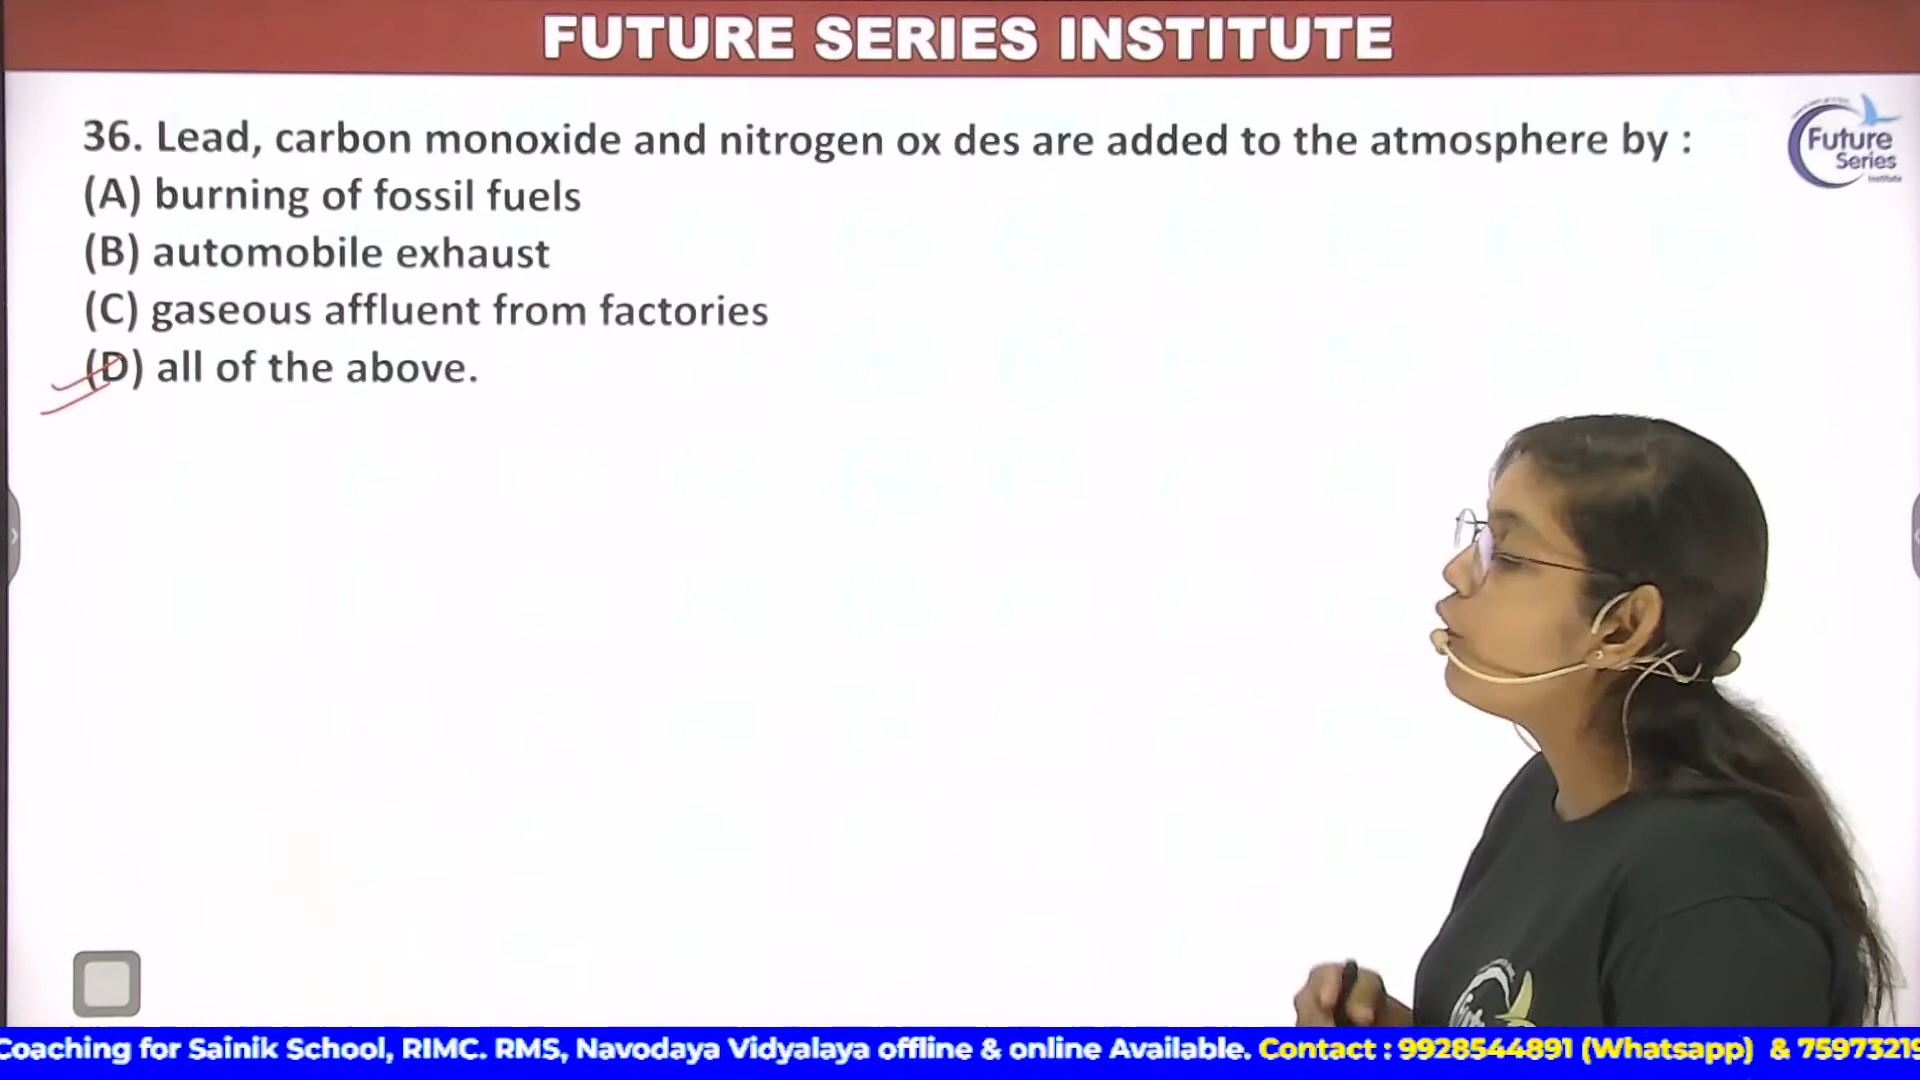 FUTURE SERIES INSTITUTE
Future
Series
Institute
36. Lead, carbon monoxide and nitrogen ox des are added to the atmosphere by :
(A) burning of fossil fuels
(B) automobile exhaust
(C) gaseous affluent from factories
(D) all of the above.
Coaching for Sainik School, RIMC. RMS, Navodaya Vidyalaya offline & online Available. Contact : 9928544891 (Whatsapp) & 75973219